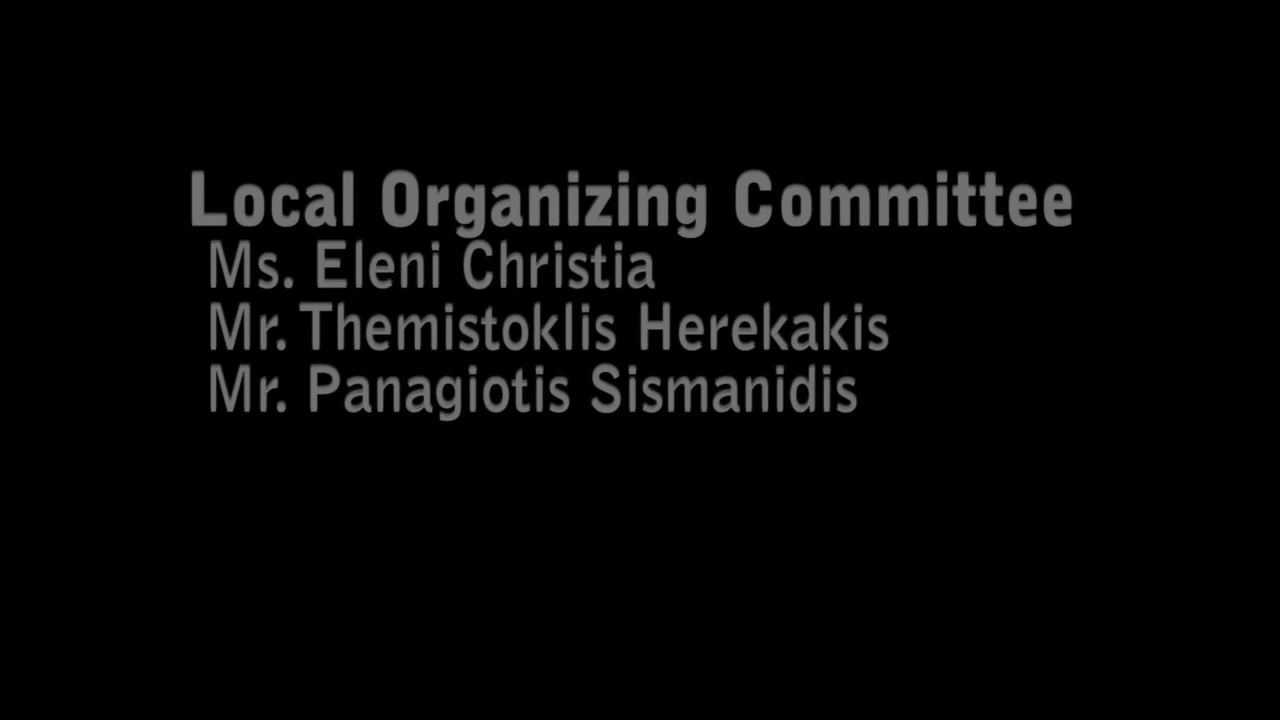 Local Organizing Committee
Ms. Eleni Christia
Mr. Themistoklis Herekakis
Mr. Panagiotis Sismanidis